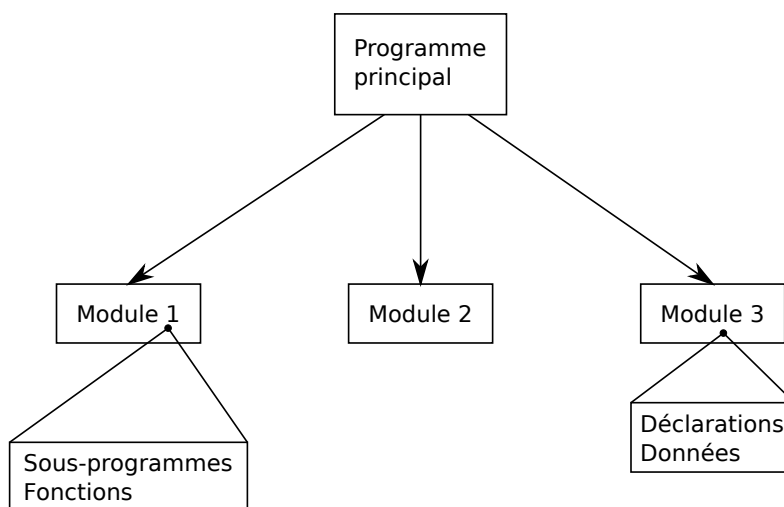 Programme
principal
Module 1
Module 2
Module 3
Déclarations
Données
Sous-programmes
Fonctions